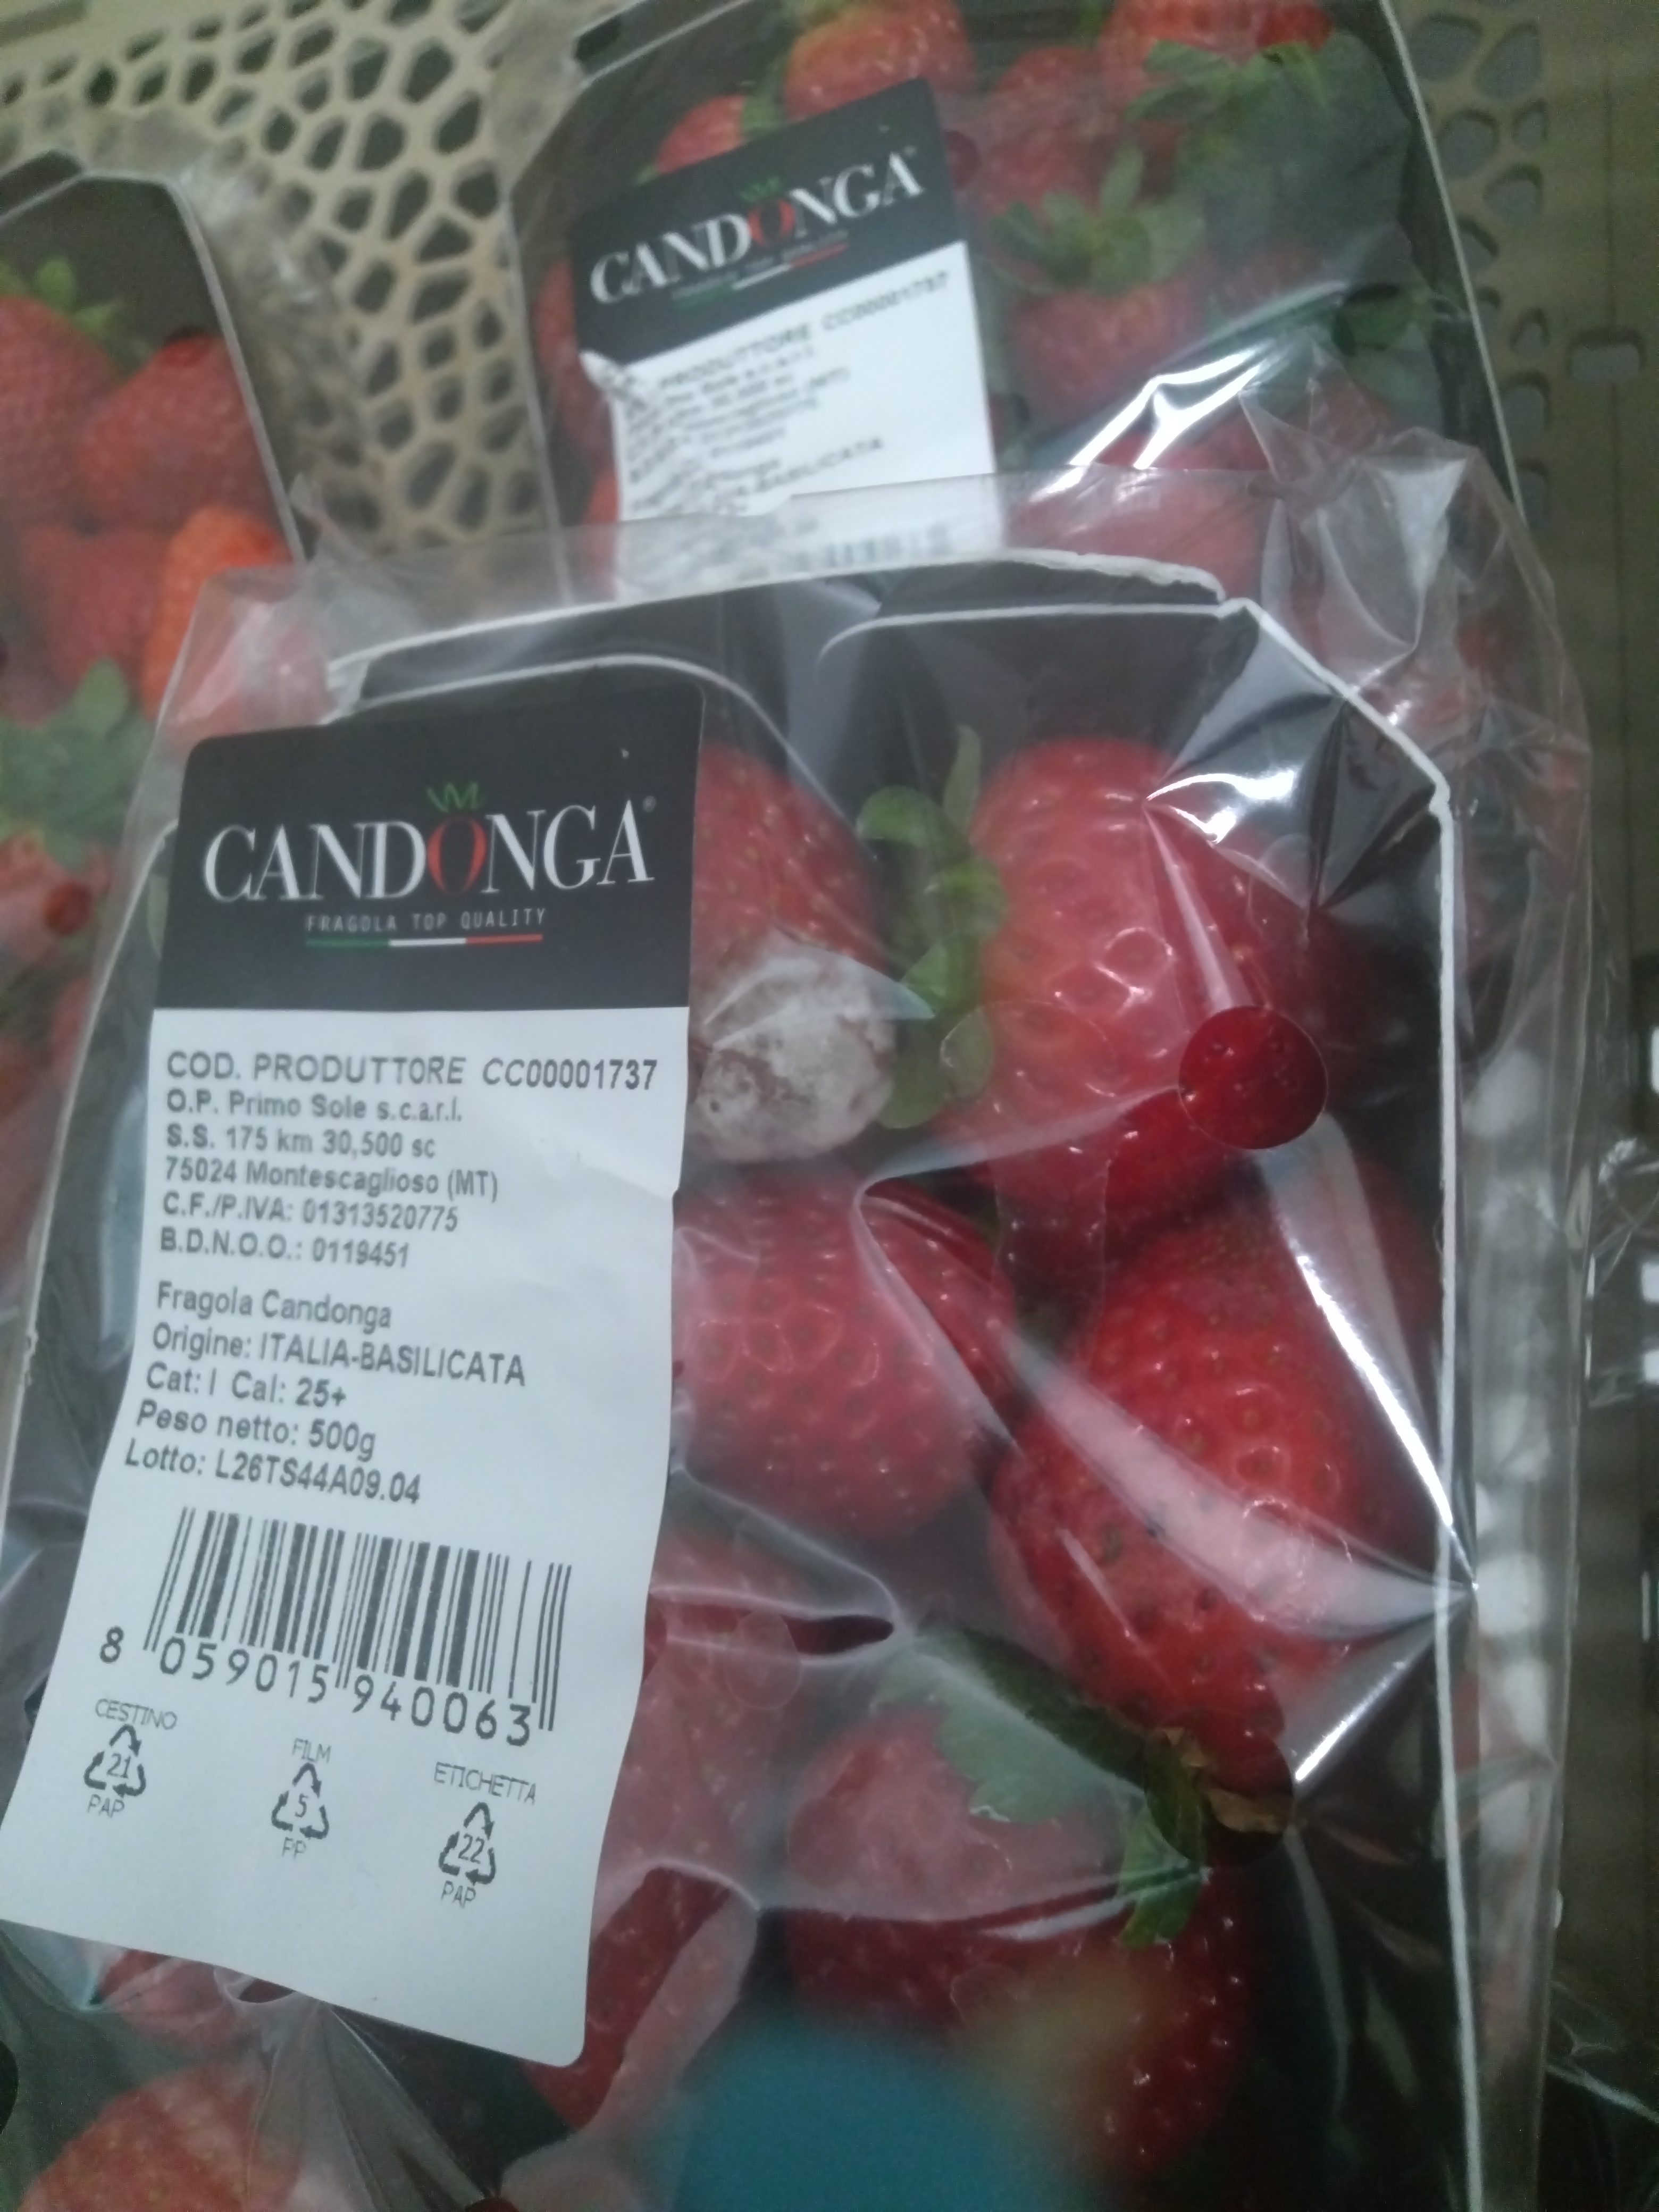 CANDONGA
PRODUTTORE CC00001737
BASILICATA
CANDONGA®
FRAGOLA TOP QUALITY
COD. PRODUTTORE CC00001737
O.P. Primo Sole s.c.a.r.l.
S.S. 175 km 30,500 sc
75024 Montescaglioso (MT)
C.F./P.IVA: 01313520775
B.D.N.O.O.: 0119451
Fragola Candonga
Origine: ITALIA-BASILICATA
Cat: I Cal: 25+
Peso netto: 500g
Lotto: L26TS44A09.04
8 059015 940063
CESTINO
21
PAP
FILM
5
PP
ETICHETTA
22
PAP